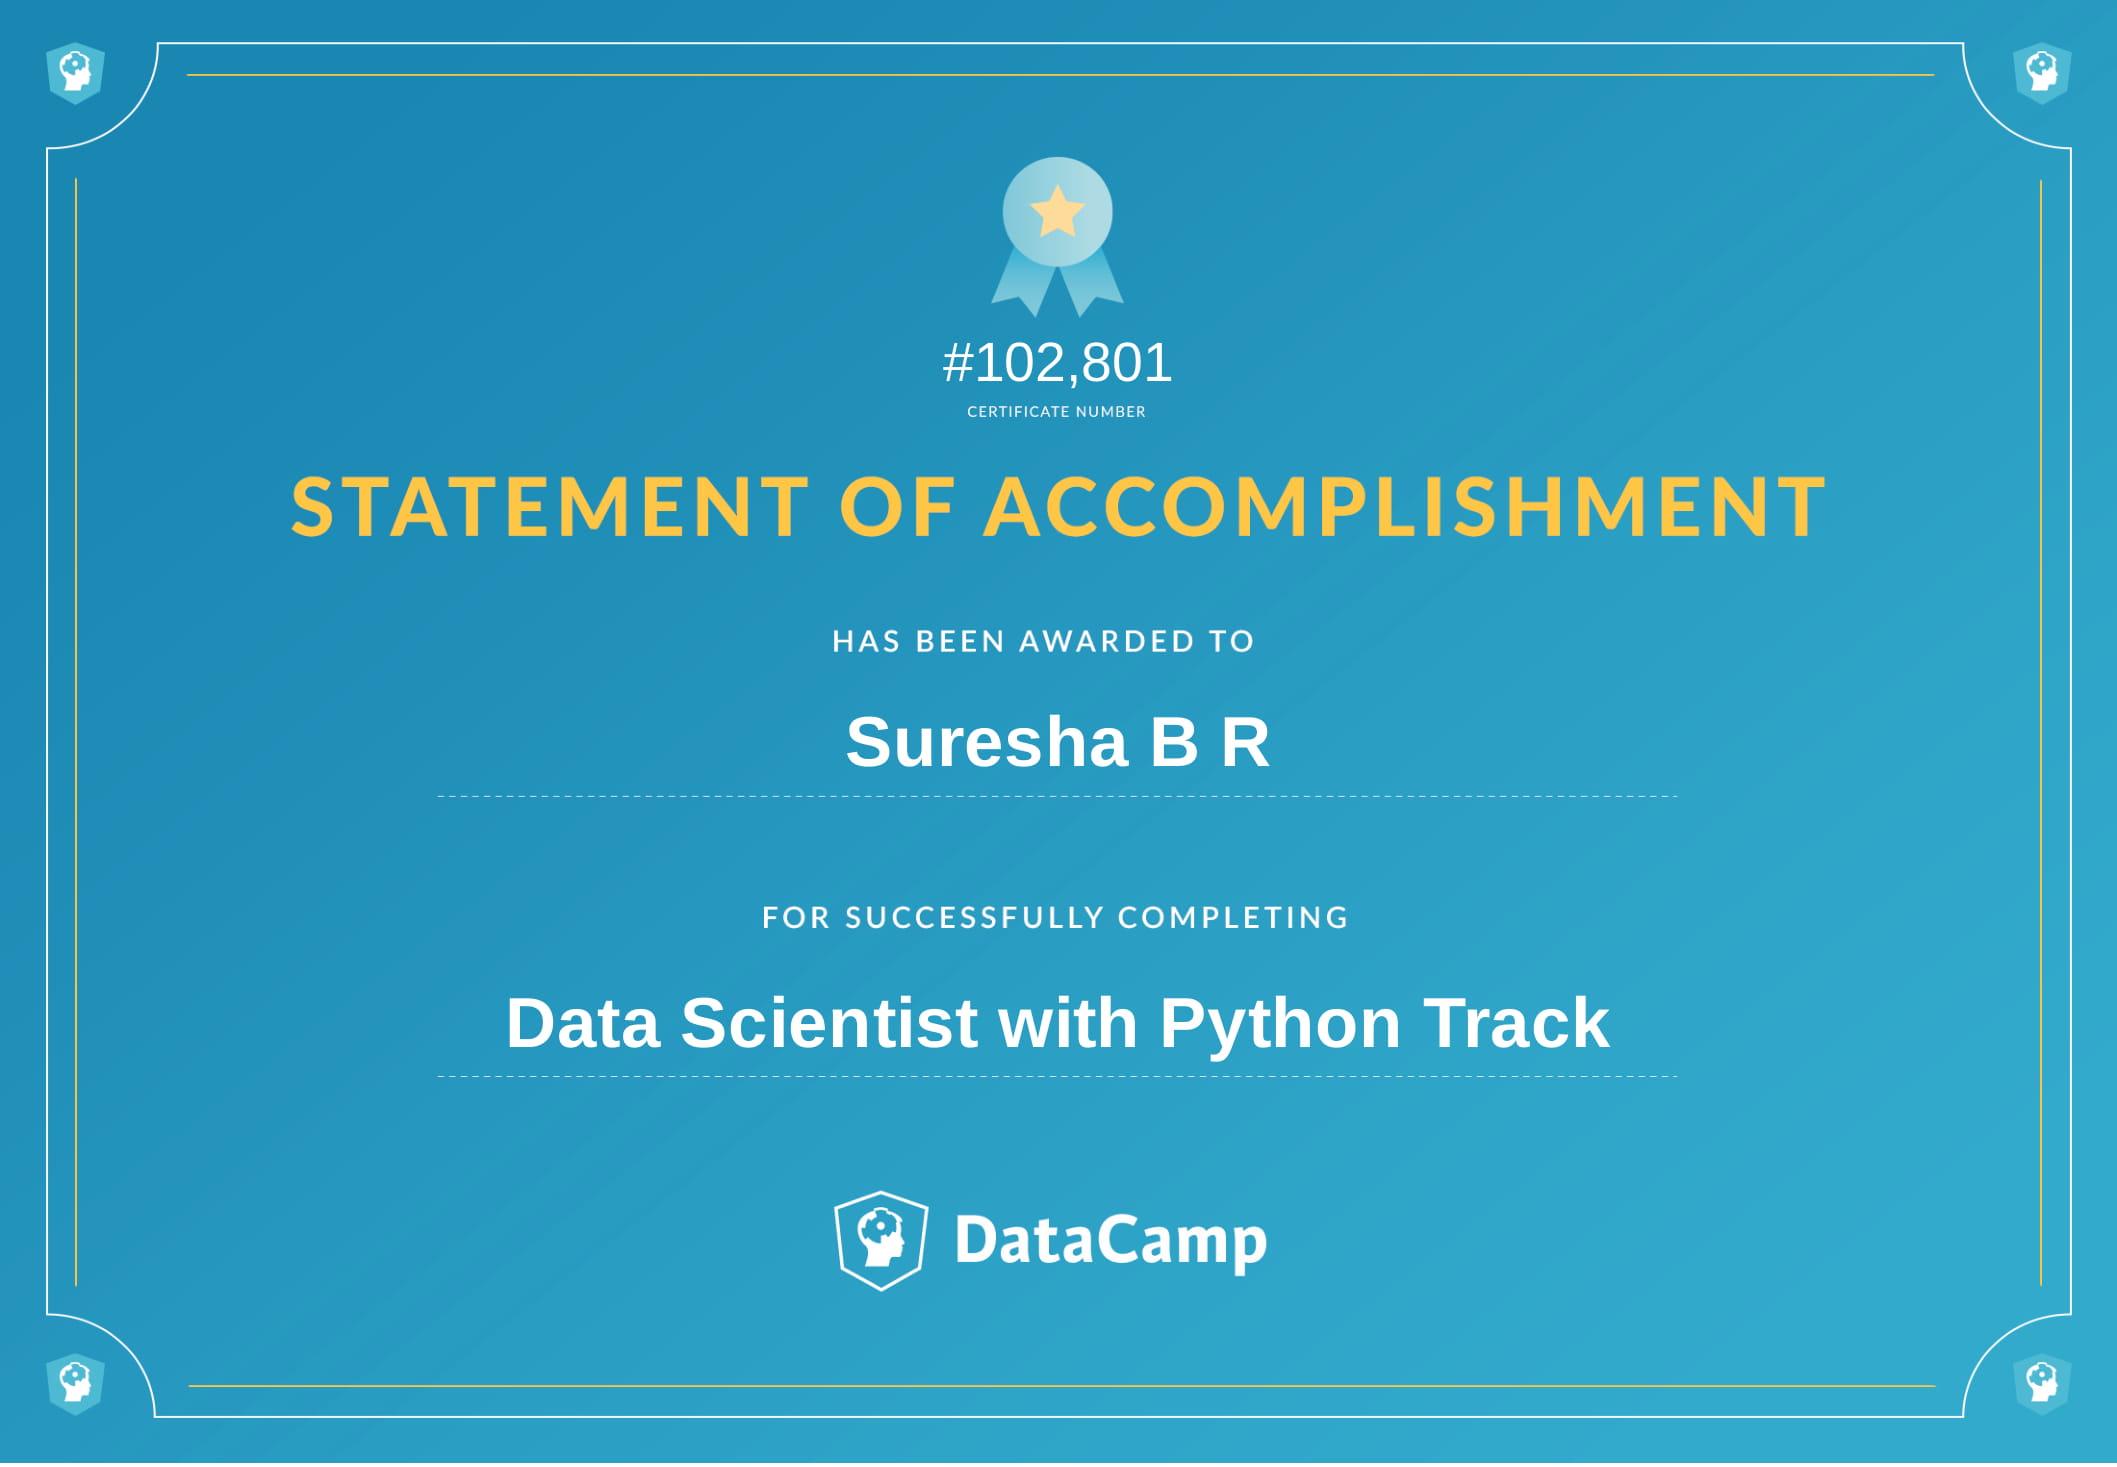 #102,801
CERTIFICATE NUMBER
STATEMENT OF ACCOMPLISHMENT
HAS BEEN AWARDED TO
Suresha B R
FOR SUCCESSFULLY COMPLETING
Data Scientist with Python Track
DataCamp